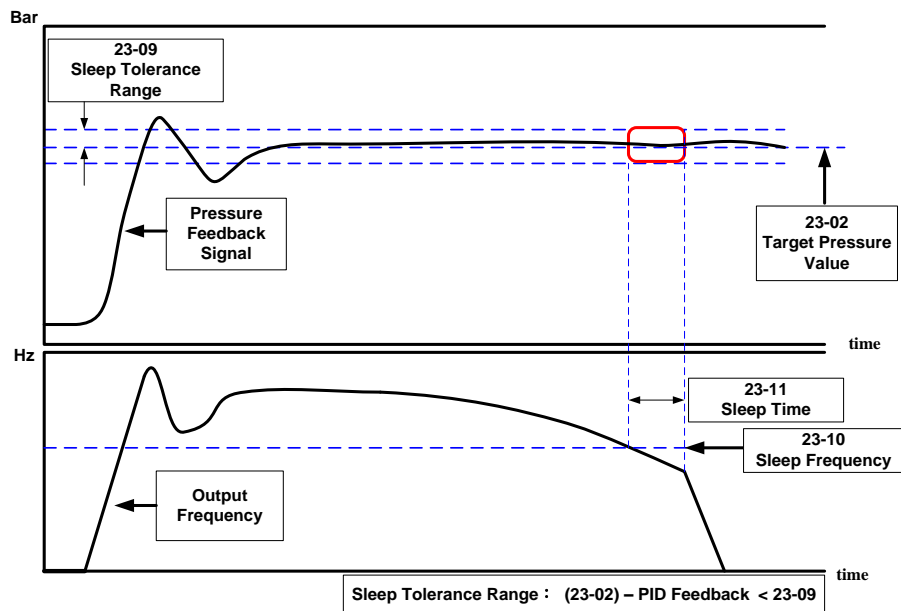 Bar
23-09
Sleep Tolerance
Range
Pressure
Feedback
Signal
23-02
Target Pressure
Value
time
Hz
23-11
Sleep Time
23-10
Sleep Frequency
Output
Frequency
time
Sleep Tolerance Range : (23-02) – PID Feedback < 23-09